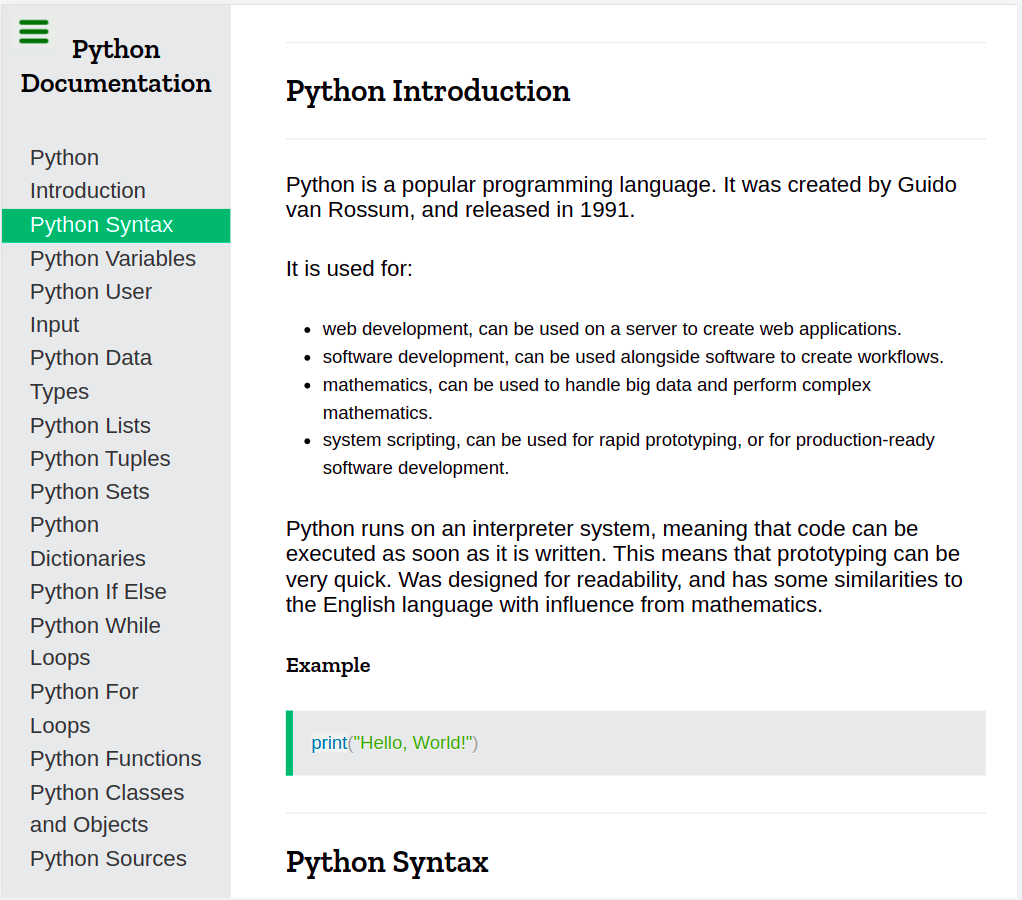 Python
Documentation
Python
Introduction
Python Syntax
Python Variables
Python User
Input
Python Data
Types
Python Lists
Python Tuples
Python Sets
Python
Dictionaries
Python If Else
Python While
Loops
Python For
Loops
Python Functions
Python Classes
and Objects
Python Sources
Python Introduction
Python is a popular programming language. It was created by Guido
van Rossum, and released in 1991.
It is used for:
• web development, can be used on a server to create web applications.
• software development, can be used alongside software to create workflows.
• mathematics, can be used to handle big data and perform complex
mathematics.
• system scripting, can be used for rapid prototyping, or for production-ready
software development.
Python runs on an interpreter system, meaning that code can be
executed as soon as it is written. This means that prototyping can be
very quick. Was designed for readability, and has some similarities to
the English language with influence from mathematics.
Example
print("Hello, World!")
Python Syntax